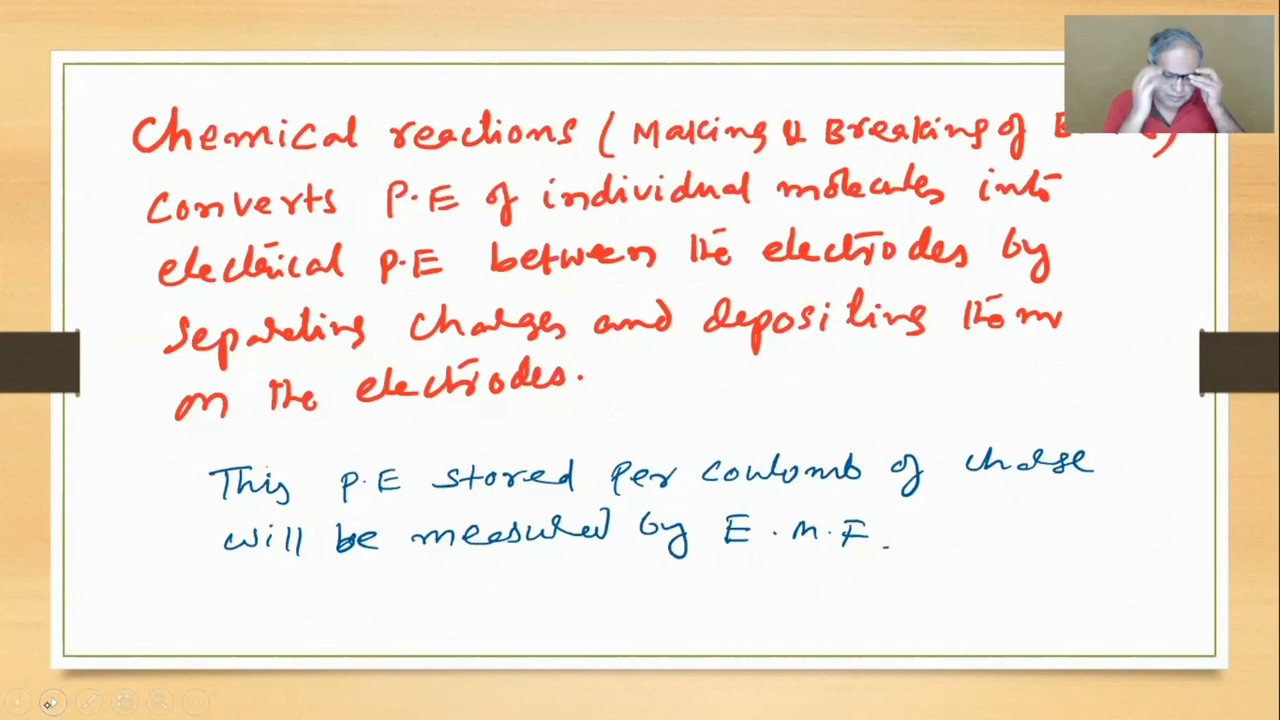 Chemical reactions (Making & Breaking of
converts P.E of individual molecules into
electrical P.E between the electrodes by
separating charges and depositing them
on the electrodes.
This P.E stored per coulomb of charge
will be measured by E.M.F.